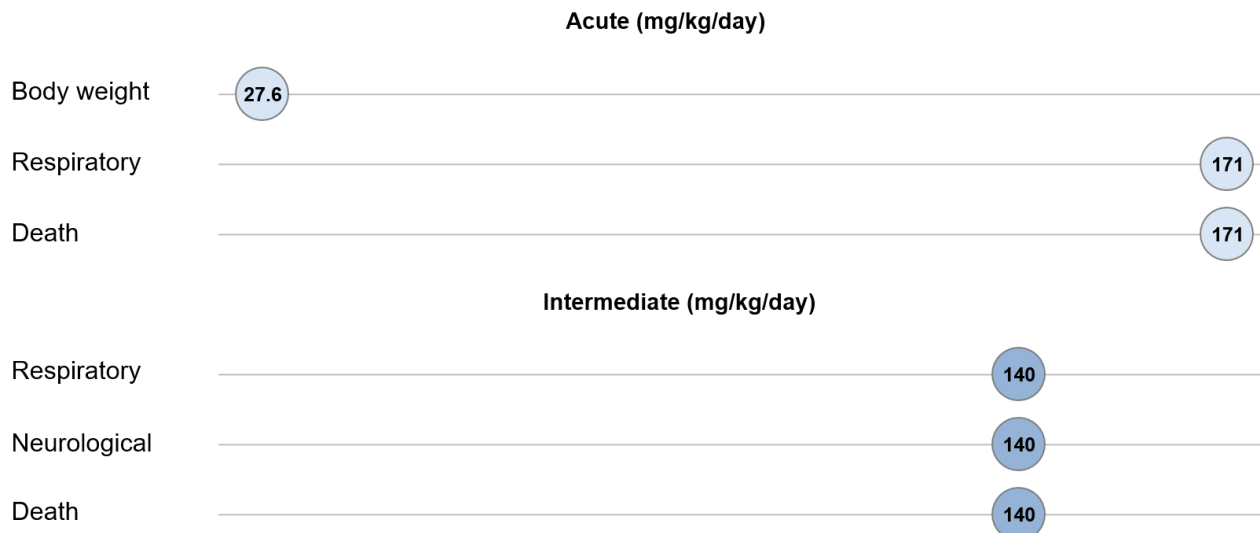 Acute (mg/kg/day)
Body weight 27.6
Respiratory 171
Death 171
Intermediate (mg/kg/day)
Respiratory 140
Neurological 140
Death 140